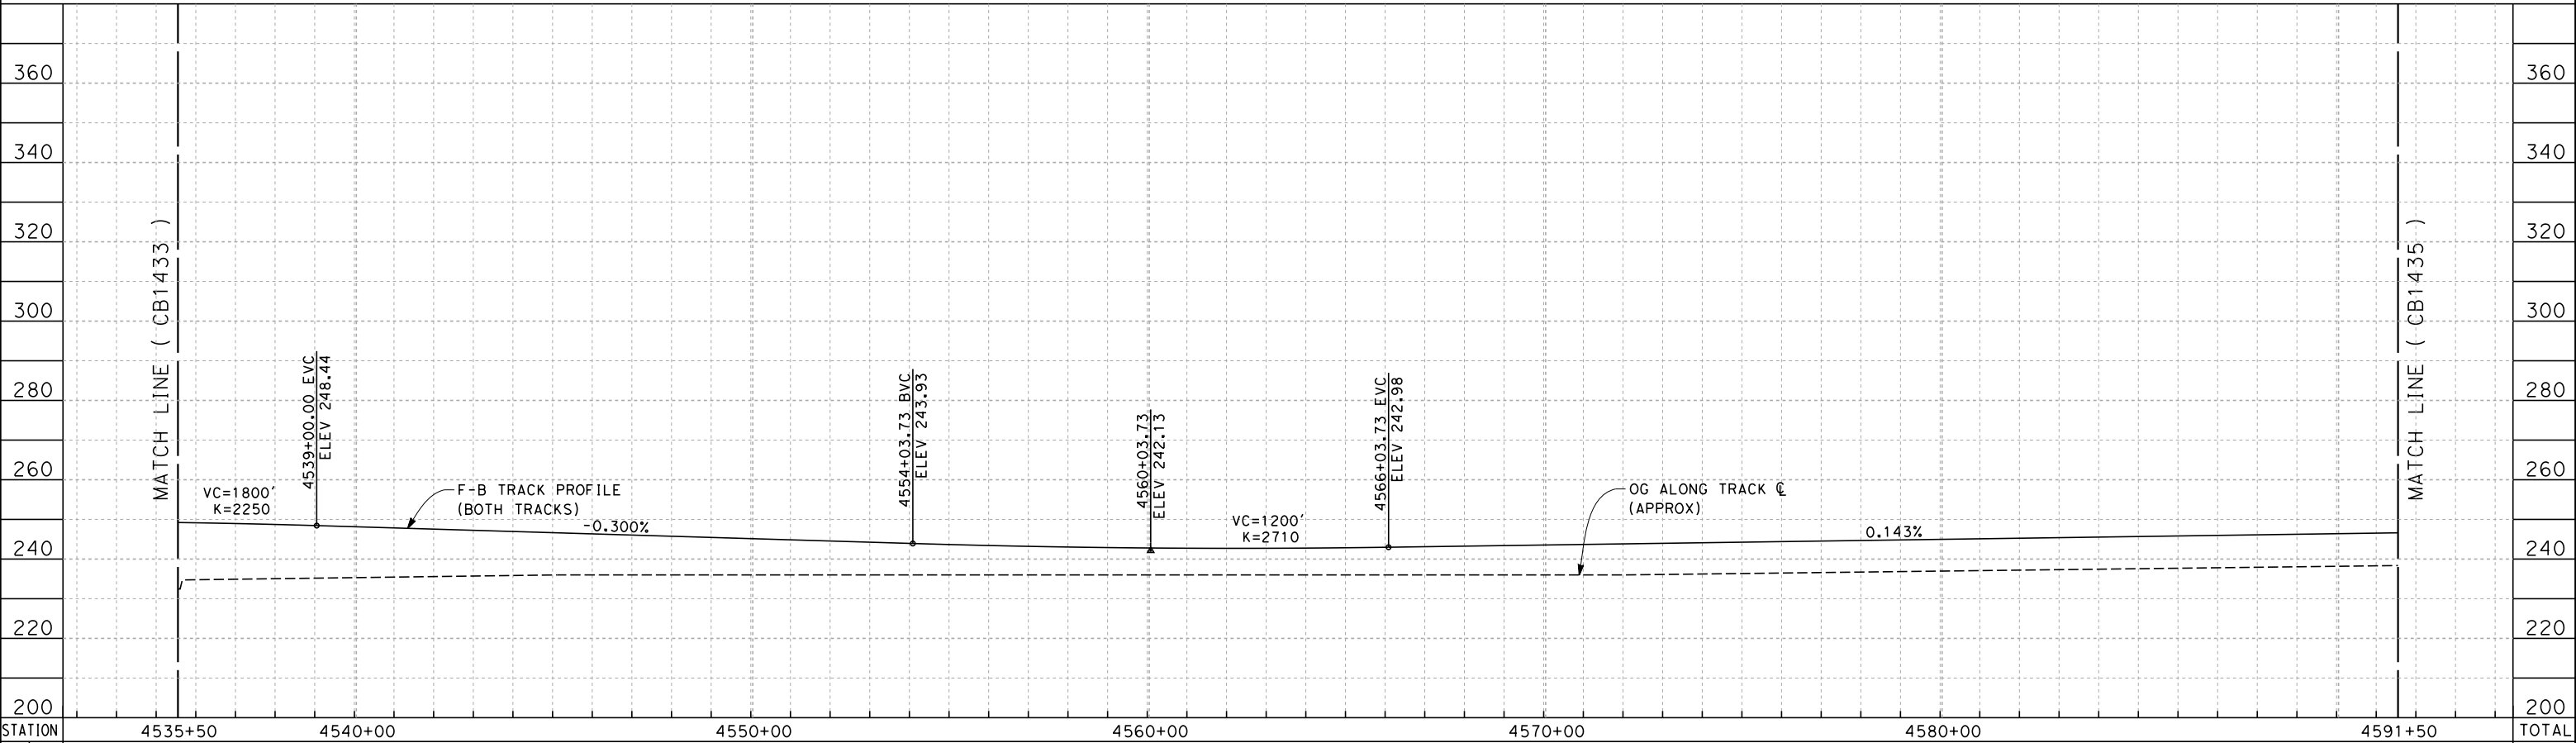 360
340
320
300
280
260
240
220
200
STATION
MATCH LINE ( CB1433 )
VC=1800'
K=2250
4539+00.00 EVC
ELEV 248.44
F-B TRACK PROFILE
(BOTH TRACKS)
-0.300%
4554+03.73 BVC
ELEV 243.93
4560+03.73
ELEV 242.13
VC=1200'
K=2710
4566+03.73 EVC
ELEV 242.98
OG ALONG TRACK ℄
(APPROX)
0.143%
MATCH LINE ( CB1435 )
360
340
320
300
280
260
240
220
200
4535+50
4540+00
4550+00
4560+00
4570+00
4580+00
4591+50
TOTAL